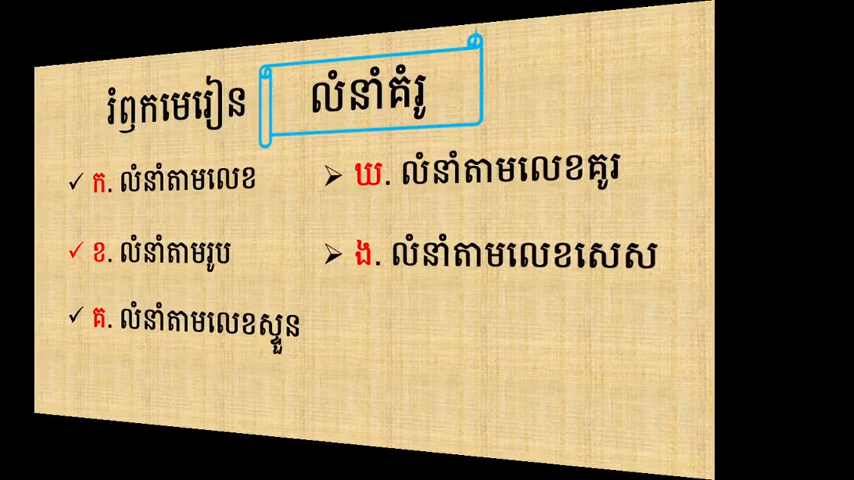 រំឭកមេរៀន
លំនាំគំរូ
ក. លំនាំតាមលេខ
ខ. លំនាំតាមរូប
គ. លំនាំតាមលេខស្ទួន
ឃ. លំនាំតាមលេខគូរ
ង. លំនាំតាមលេខសេស